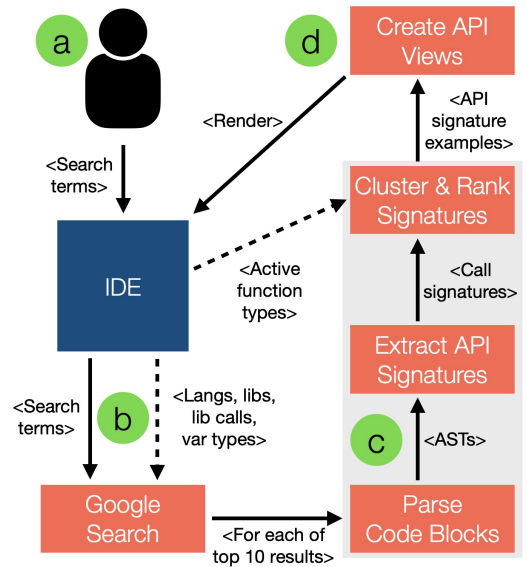 a
d
Create API
Views
<Render>
<API
signature
examples>
<Search
terms>
Cluster & Rank
Signatures
IDE
<Active
function
types>
<Call
signatures>
Extract API
Signatures
<Search
terms>
b
<Langs, libs,
lib calls,
var types>
c
<ASTs>
Google
Search
<For each of
top 10 results>
Parse
Code Blocks